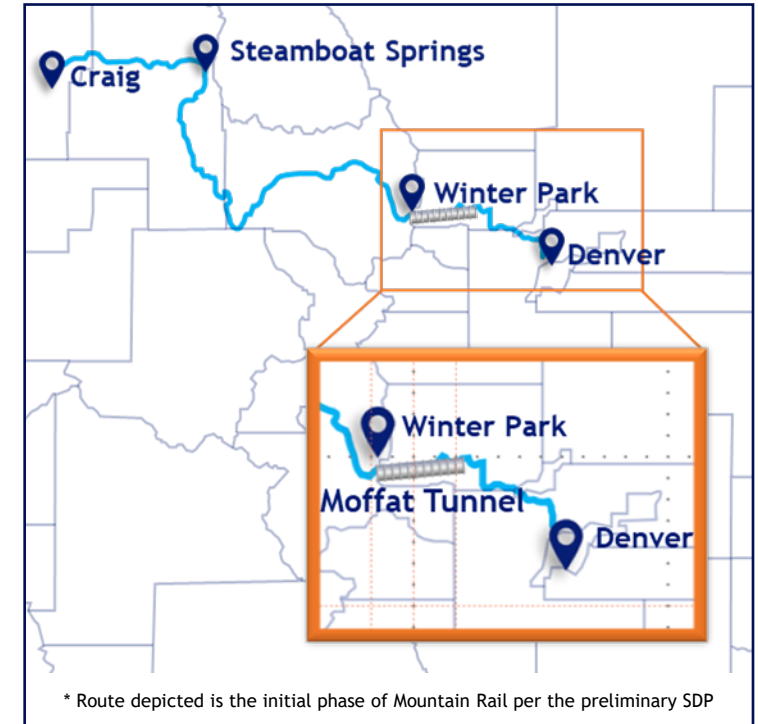 Steamboat Springs
Craig
Winter Park
Denver
Winter Park
Moffat Tunnel
Denver
* Route depicted is the initial phase of Mountain Rail per the preliminary SDP